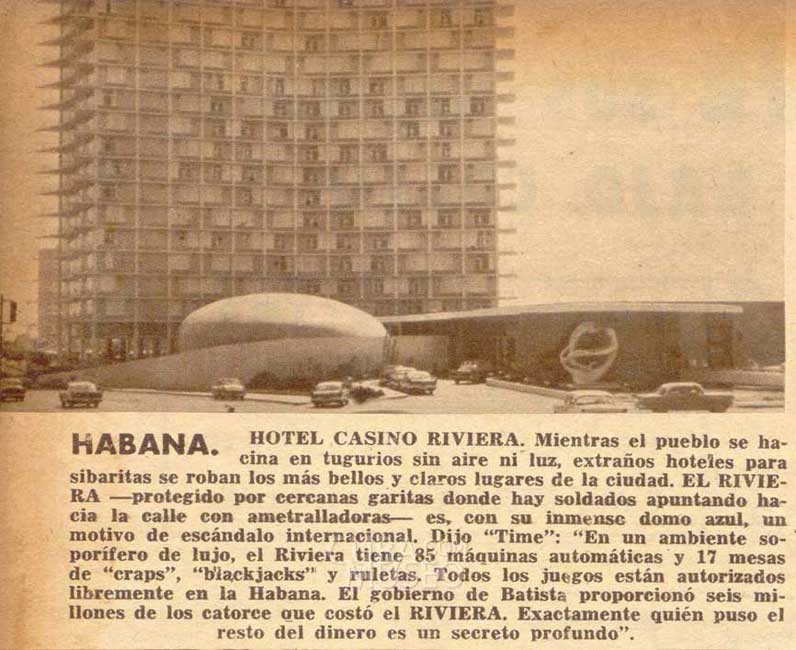 HABANA. HOTEL CASINO RIVIERA. Mientras el pueblo se ha-
cina en tugurios sin aire ni luz, extraños hoteles para
sibaritas se roban los más bellos y claros lugares de la ciudad. EL RIVIE-
RA —protegido por cercanas garitas donde hay soldados apuntando ha-
cia la calle con ametralladoras— es, con su inmenso domo azul, un
motivo de escándalo internacional. Dijo "Time": "En un ambiente so-
porífero de lujo, el Riviera tiene 85 máquinas automáticas y 17 mesas
de "craps", "blackjacks" y ruletas. Todos los juegos están autorizados
libremente en la Habana. El gobierno de Batista proporcionó seis mi-
llones de los catorce que costó el RIVIERA. Exactamente quién puso el
resto del dinero es un secreto profundo".